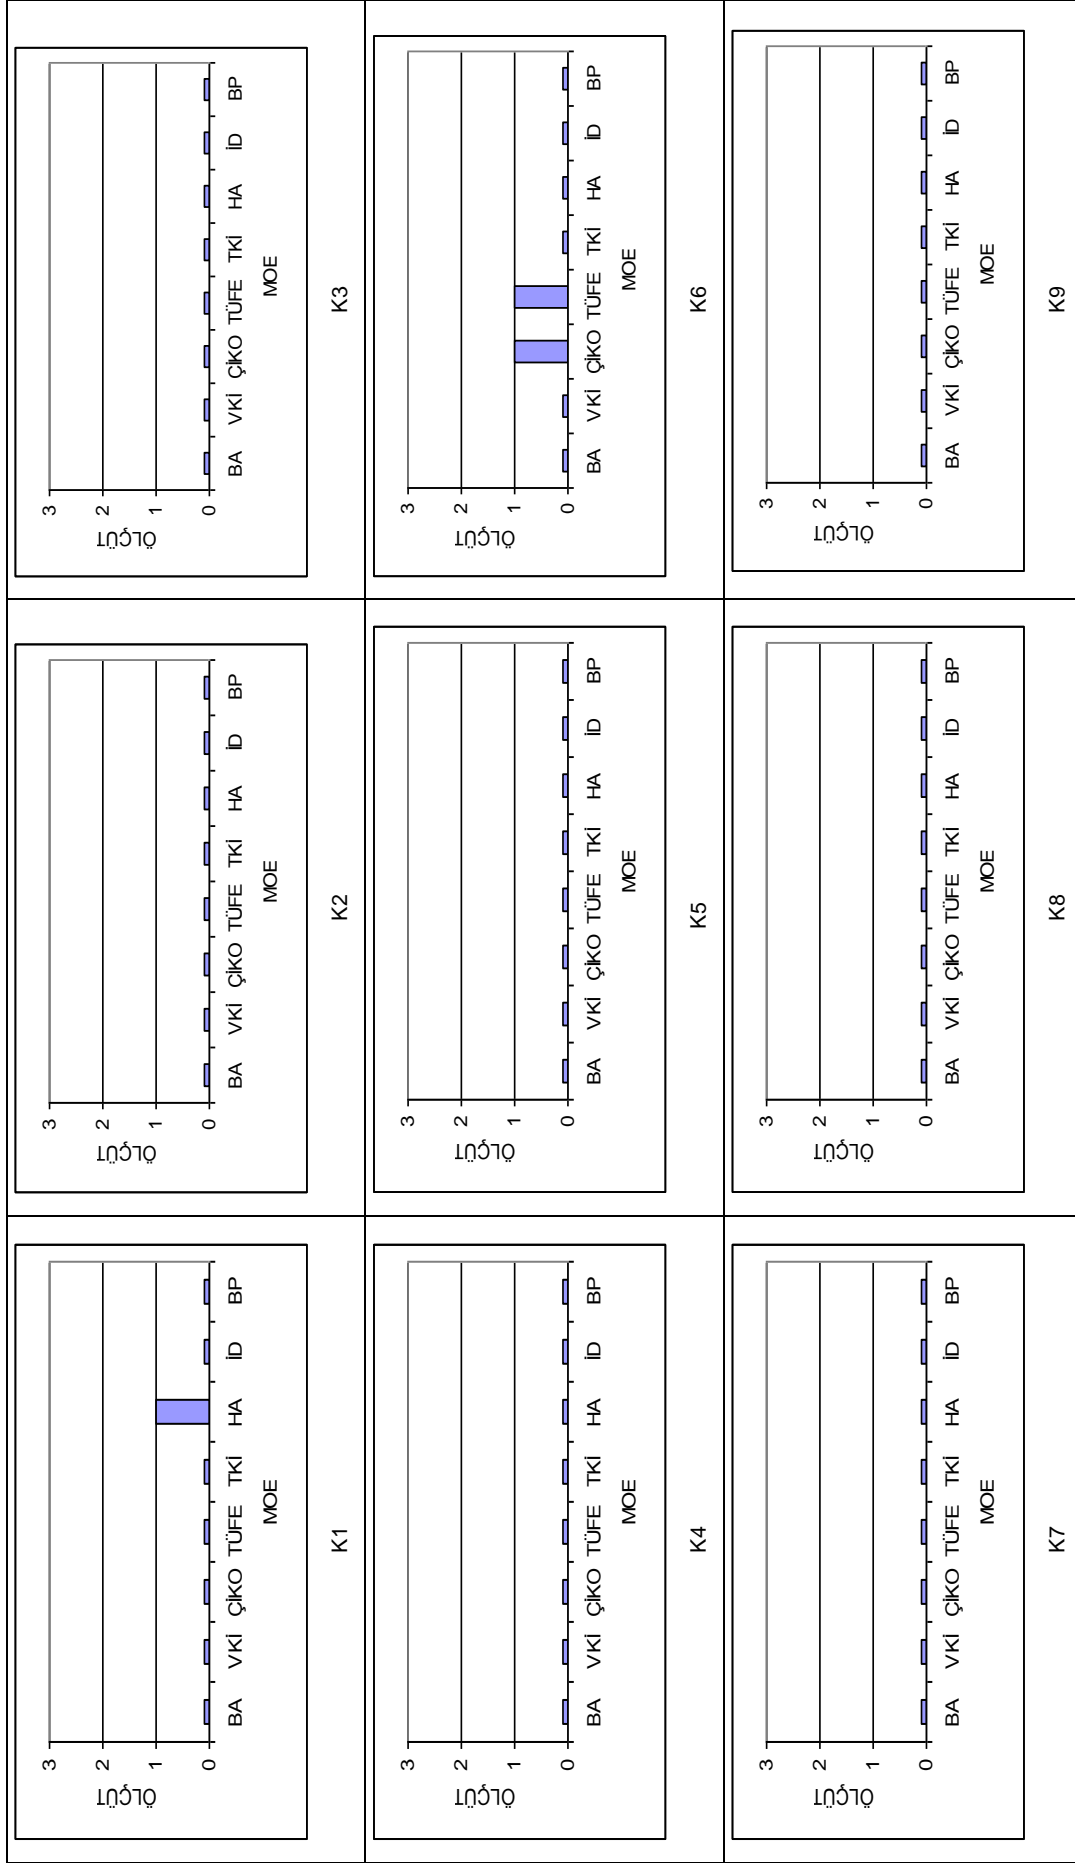 3
2
1
0
ÖLÇÜT
BA VKİ ÇİKO TÜFE TKİ HA İD BP
MOE
K1
3
2
1
0
ÖLÇÜT
BA VKİ ÇİKO TÜFE TKİ HA İD BP
MOE
K2
3
2
1
0
ÖLÇÜT
BA VKİ ÇİKO TÜFE TKİ HA İD BP
MOE
K3
3
2
1
0
ÖLÇÜT
BA VKİ ÇİKO TÜFE TKİ HA İD BP
MOE
K4
3
2
1
0
ÖLÇÜT
BA VKİ ÇİKO TÜFE TKİ HA İD BP
MOE
K5
3
2
1
0
ÖLÇÜT
BA VKİ ÇİKO TÜFE TKİ HA İD BP
MOE
K6
3
2
1
0
ÖLÇÜT
BA VKİ ÇİKO TÜFE TKİ HA İD BP
MOE
K7
3
2
1
0
ÖLÇÜT
BA VKİ ÇİKO TÜFE TKİ HA İD BP
MOE
K8
3
2
1
0
ÖLÇÜT
BA VKİ ÇİKO TÜFE TKİ HA İD BP
MOE
K9